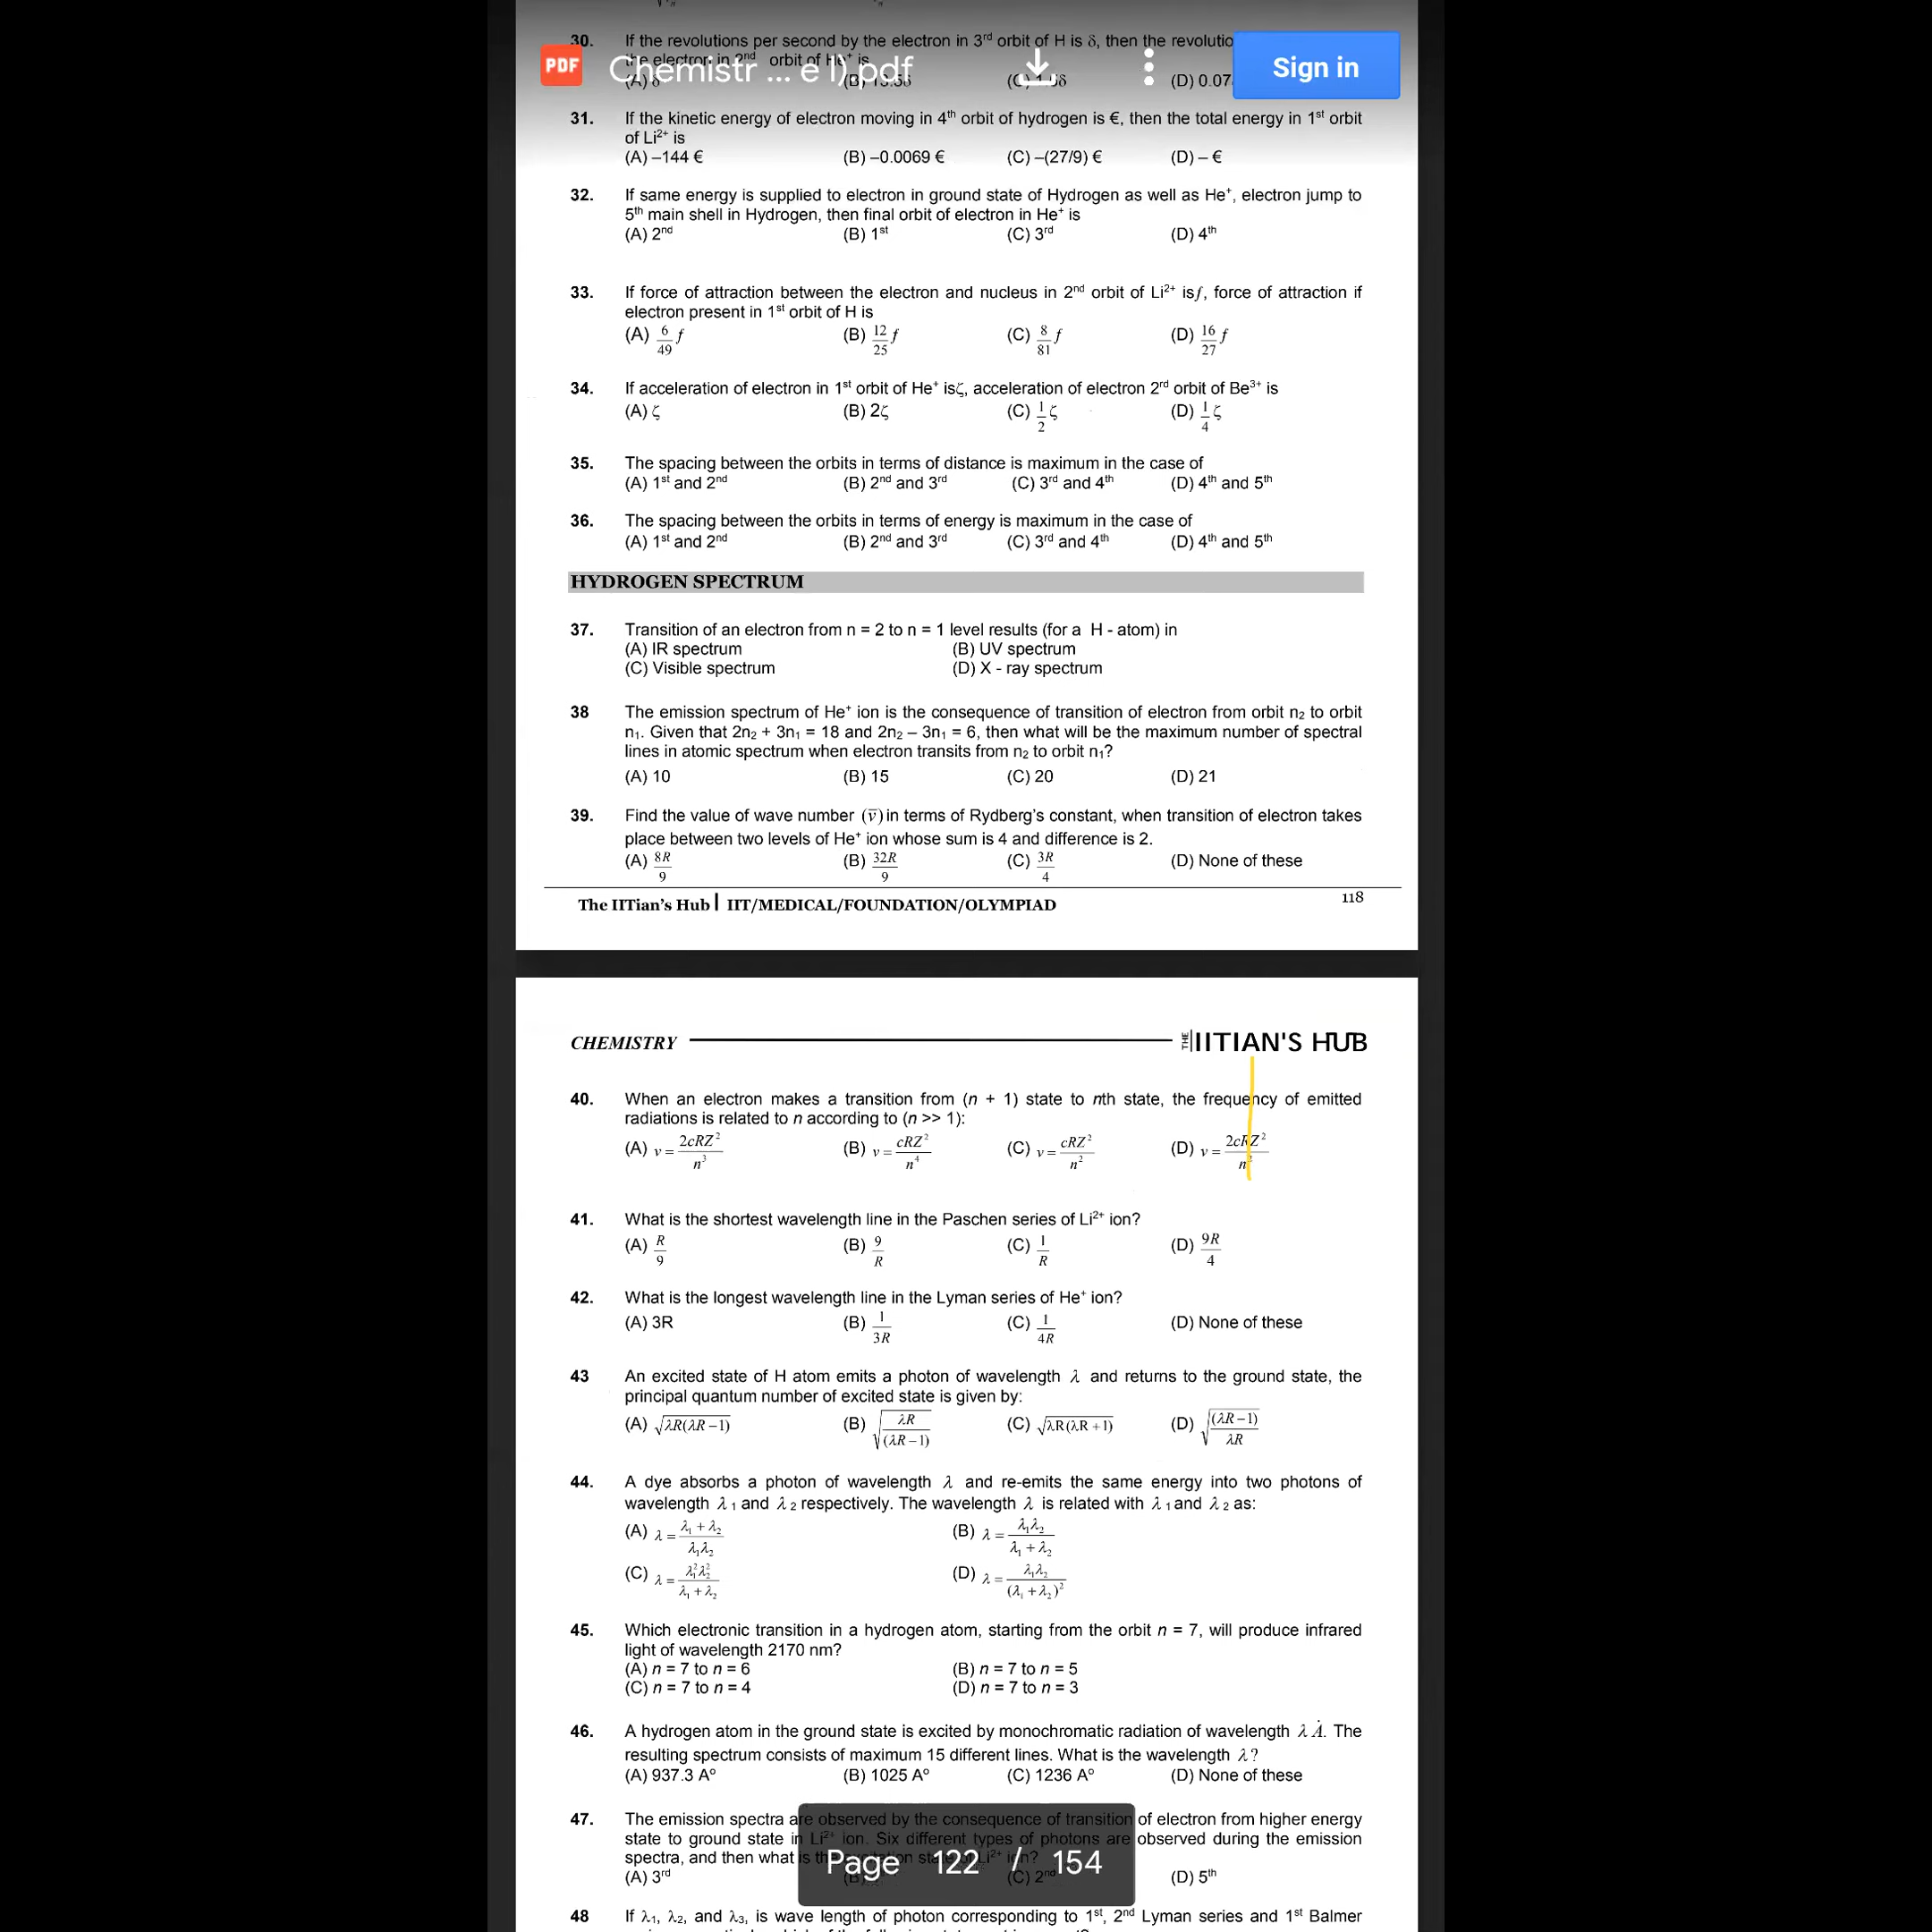 30. If the revolutions per second by the electron in 3rd orbit of H is δ, then the revolutio
the electron in 2nd orbit of He+ is
PDF Chemistr ... e I).pdf Sign in
(A) δ (C) (D) 0.07
31. If the kinetic energy of electron moving in 4th orbit of hydrogen is €, then the total energy in 1st orbit
of Li2+ is
(A) –144 € (B) –0.0069 € (C) –(27/9) € (D) – €
32. If same energy is supplied to electron in ground state of Hydrogen as well as He+, electron jump to
5th main shell in Hydrogen, then final orbit of electron in He+ is
(A) 2nd (B) 1st (C) 3rd (D) 4th
33. If force of attraction between the electron and nucleus in 2nd orbit of Li2+ is f, force of attraction if
electron present in 1st orbit of H is
(A) 6/49 f (B) 12/25 f (C) 8/81 f (D) 16/27 f
34. If acceleration of electron in 1st orbit of He+ is ς, acceleration of electron 2rd orbit of Be3+ is
(A) ς (B) 2ς (C) 1/2 ς (D) 1/4 ς
35. The spacing between the orbits in terms of distance is maximum in the case of
(A) 1st and 2nd (B) 2nd and 3rd (C) 3rd and 4th (D) 4th and 5th
36. The spacing between the orbits in terms of energy is maximum in the case of
(A) 1st and 2nd (B) 2nd and 3rd (C) 3rd and 4th (D) 4th and 5th
HYDROGEN SPECTRUM
37. Transition of an electron from n = 2 to n = 1 level results (for a H - atom) in
(A) IR spectrum (B) UV spectrum
(C) Visible spectrum (D) X - ray spectrum
38 The emission spectrum of He+ ion is the consequence of transition of electron from orbit n2 to orbit
n1. Given that 2n2 + 3n1 = 18 and 2n2 – 3n1 = 6, then what will be the maximum number of spectral
lines in atomic spectrum when electron transits from n2 to orbit n1?
(A) 10 (B) 15 (C) 20 (D) 21
39. Find the value of wave number (ν̅) in terms of Rydberg's constant, when transition of electron takes
place between two levels of He+ ion whose sum is 4 and difference is 2.
(A) 8R/9 (B) 32R/9 (C) 3R/4 (D) None of these
The IITian's Hub | IIT/MEDICAL/FOUNDATION/OLYMPIAD 118
CHEMISTRY THE IITIAN'S HUB
40. When an electron makes a transition from (n + 1) state to nth state, the frequency of emitted
radiations is related to n according to (n >> 1):
(A) ν = 2cRZ²/n³ (B) ν = cRZ²/n⁴ (C) ν = cRZ²/n² (D) ν = 2cRZ²/n²
41. What is the shortest wavelength line in the Paschen series of Li2+ ion?
(A) R/9 (B) 9/R (C) 1/R (D) 9R/4
42. What is the longest wavelength line in the Lyman series of He+ ion?
(A) 3R (B) 1/3R (C) 1/4R (D) None of these
43 An excited state of H atom emits a photon of wavelength λ and returns to the ground state, the
principal quantum number of excited state is given by:
(A) √(λR(λR – 1)) (B) √(λR/(λR – 1)) (C) √(λR(λR + 1)) (D) √((λR – 1)/λR)
44. A dye absorbs a photon of wavelength λ and re-emits the same energy into two photons of
wavelength λ1 and λ2 respectively. The wavelength λ is related with λ1 and λ2 as:
(A) λ = (λ1 + λ2)/λ1λ2 (B) λ = λ1λ2/(λ1 + λ2)
(C) λ = λ1²λ2²/(λ1 + λ2) (D) λ = λ1λ2/(λ1 + λ2)²
45. Which electronic transition in a hydrogen atom, starting from the orbit n = 7, will produce infrared
light of wavelength 2170 nm?
(A) n = 7 to n = 6 (B) n = 7 to n = 5
(C) n = 7 to n = 4 (D) n = 7 to n = 3
46. A hydrogen atom in the ground state is excited by monochromatic radiation of wavelength λ Ȧ. The
resulting spectrum consists of maximum 15 different lines. What is the wavelength λ?
(A) 937.3 Aº (B) 1025 Aº (C) 1236 Aº (D) None of these
47. The emission spectra are observed by the consequence of transition of electron from higher energy
state to ground state in Li2+ ion. Six different types of photons are observed during the emission
spectra, and then what is the Li2+ ion?
Page 122 / 154
(A) 3rd (C) 2nd (D) 5th
48 If λ1, λ2, and λ3, is wave length of photon corresponding to 1st, 2nd Lyman series and 1st Balmer